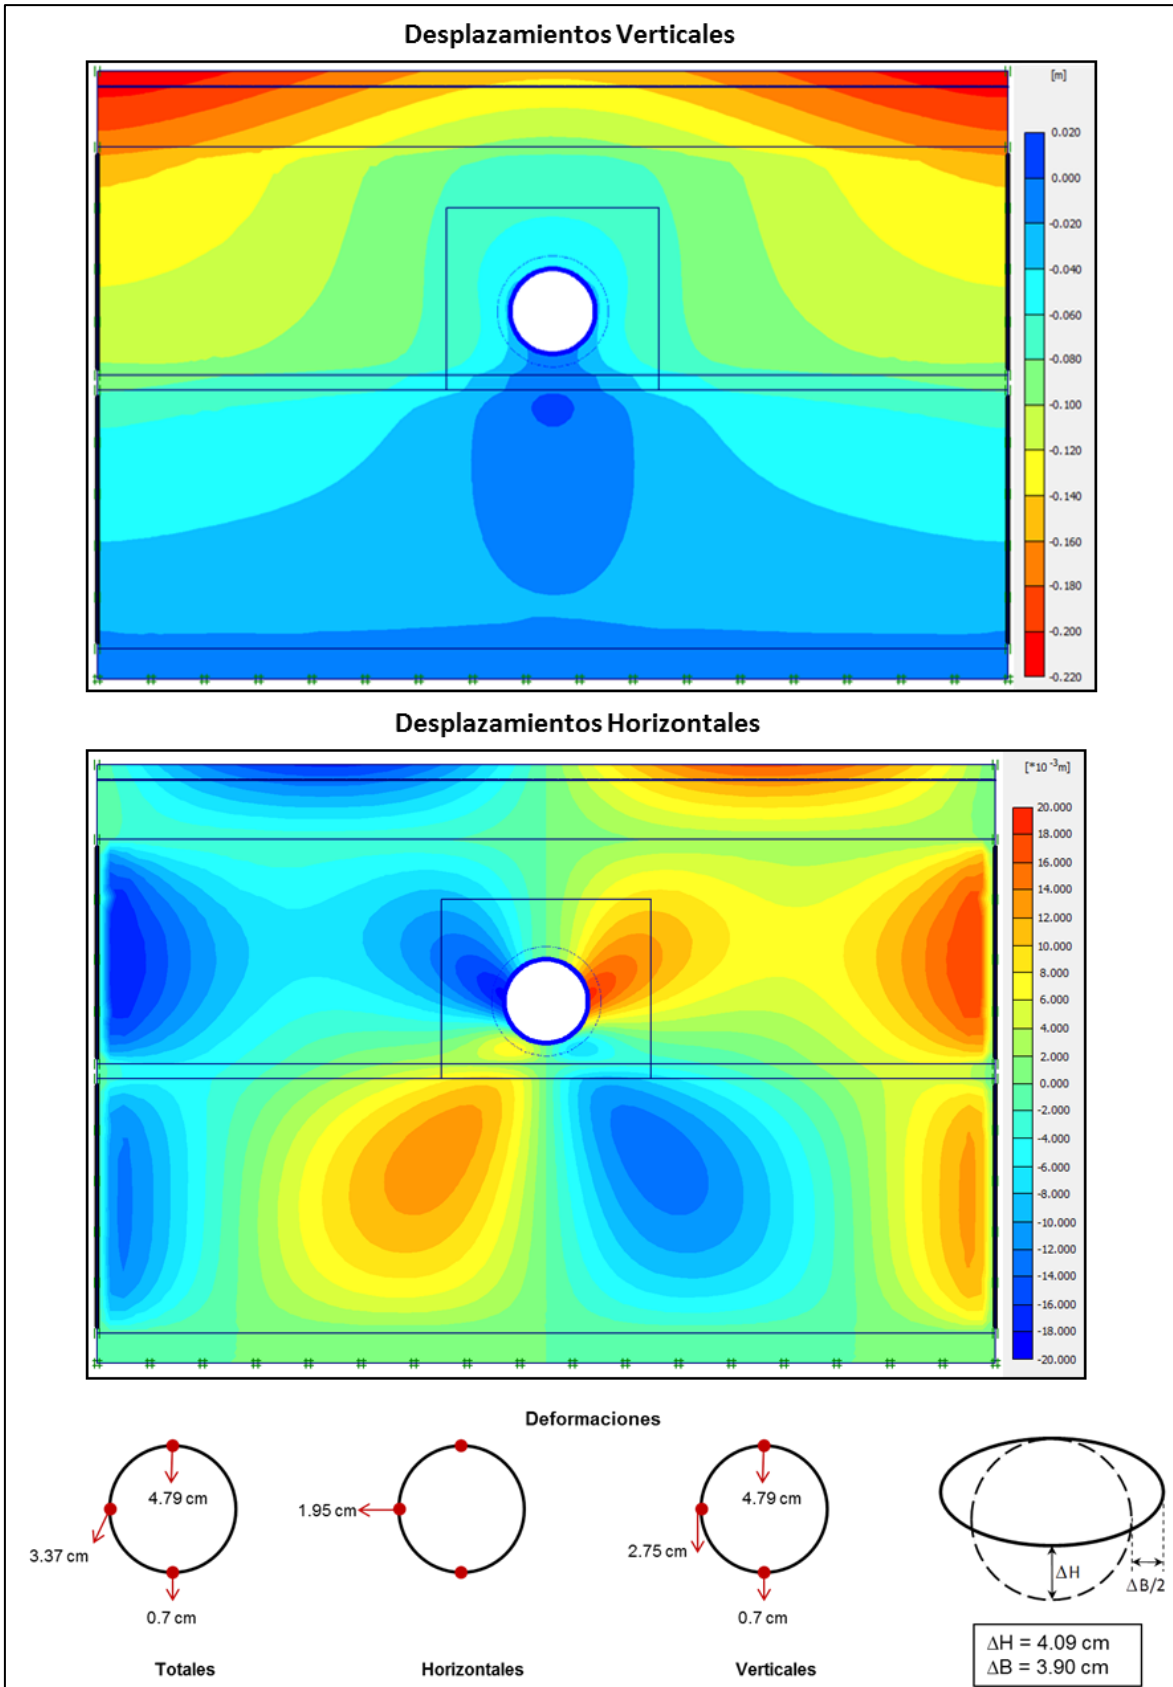 Desplazamientos Verticales
[m]
0.020
0.000
-0.020
-0.040
-0.060
-0.080
-0.100
-0.120
-0.140
-0.160
-0.180
-0.200
-0.220
Desplazamientos Horizontales
[*10 -3m]
20.000
18.000
16.000
14.000
12.000
10.000
8.000
6.000
4.000
2.000
0.000
-2.000
-4.000
-6.000
-8.000
-10.000
-12.000
-14.000
-16.000
-18.000
-20.000
Deformaciones
4.79 cm
3.37 cm
0.7 cm
Totales
1.95 cm
Horizontales
4.79 cm
2.75 cm
0.7 cm
Verticales
ΔH
ΔB/2
ΔH = 4.09 cm
ΔB = 3.90 cm